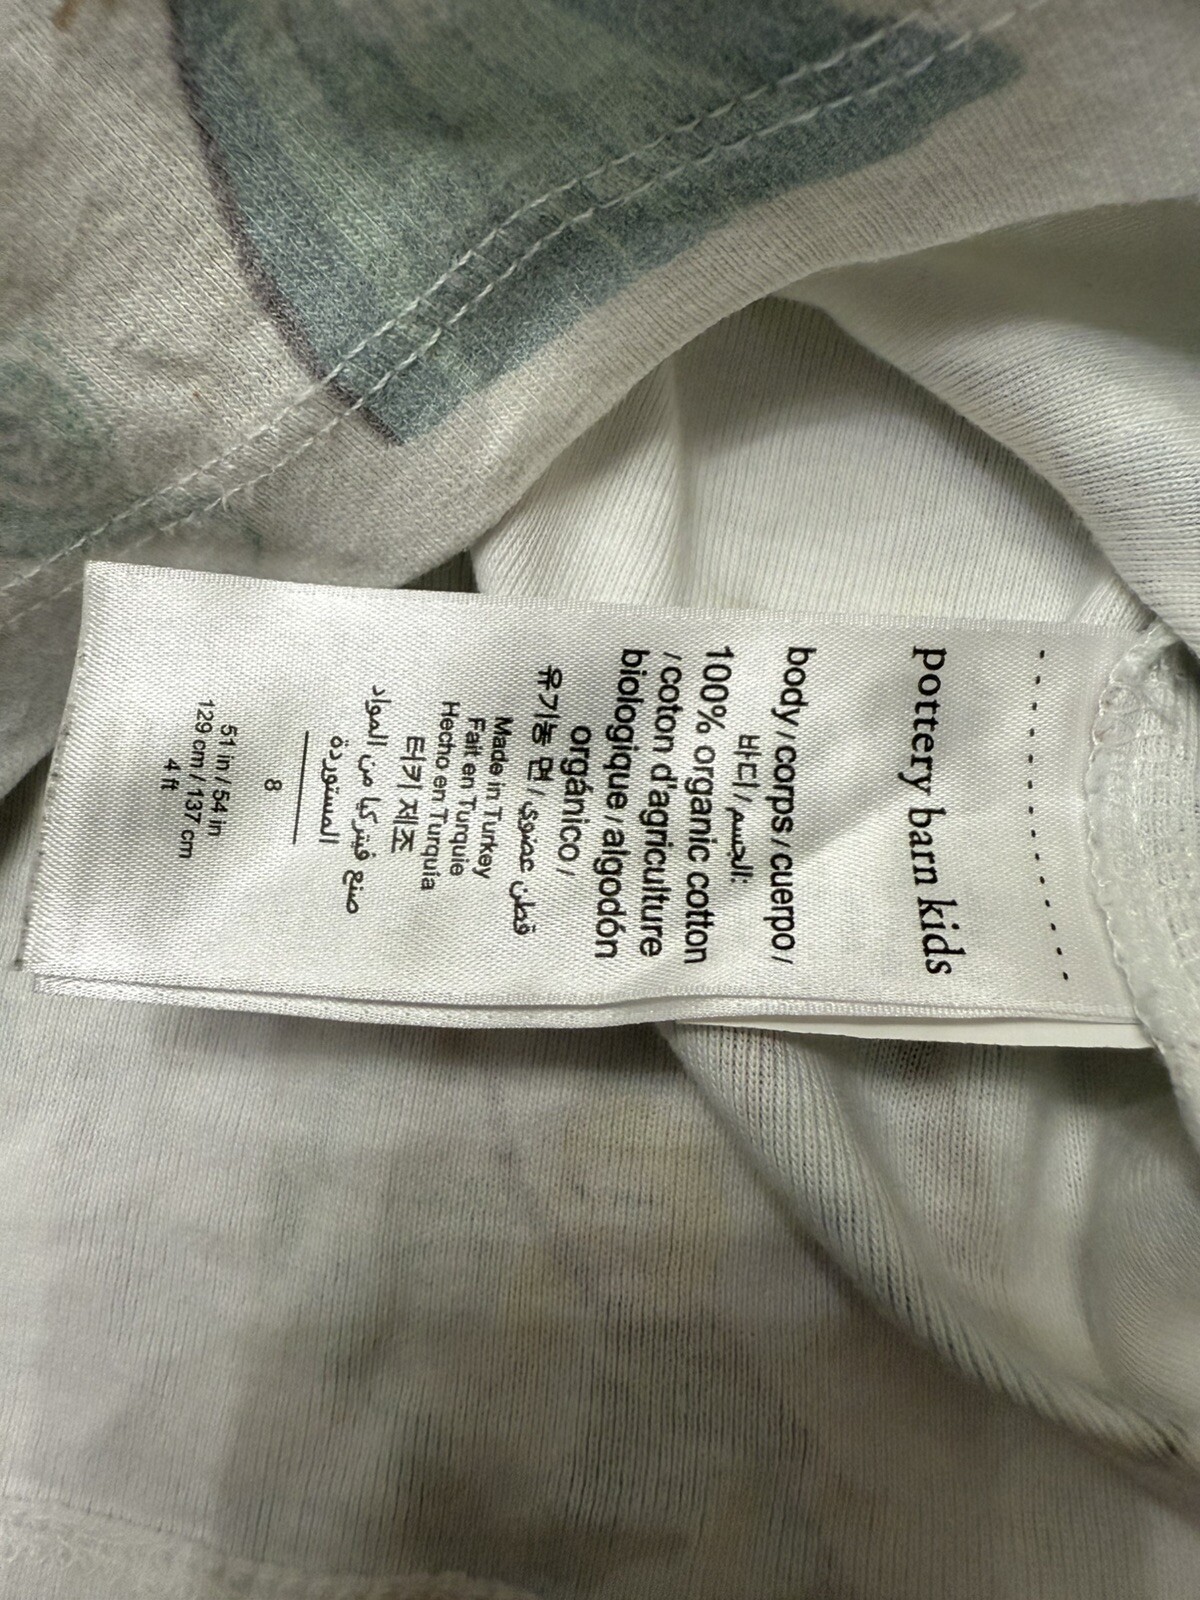 pottery barn kids
body / corps / cuerpo /
바디 / الجسم:
100% organic cotton
/ coton d'agriculture
biologique / algodón
orgánico /
유기농 면 / قطن عضوي
Made in Turkey
Fait en Turquie
Hecho en Turquia
터키 제조
صنع فيتركيا من المواد
المستوردة
8
51 in / 54 in
129 cm / 137 cm
4 ft